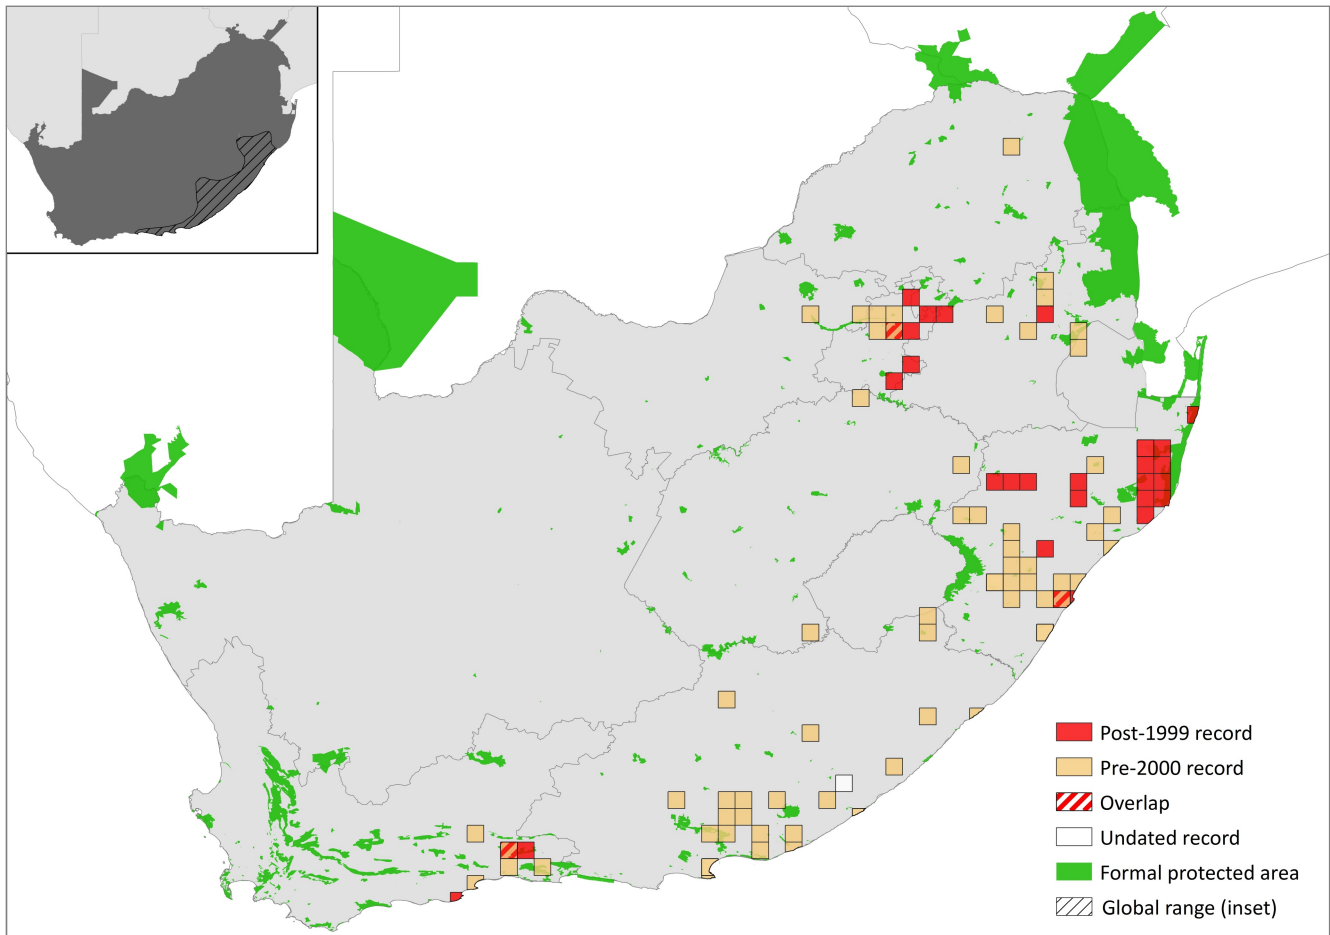 Post-1999 record
Pre-2000 record
Overlap
Undated record
Formal protected area
Global range (inset)